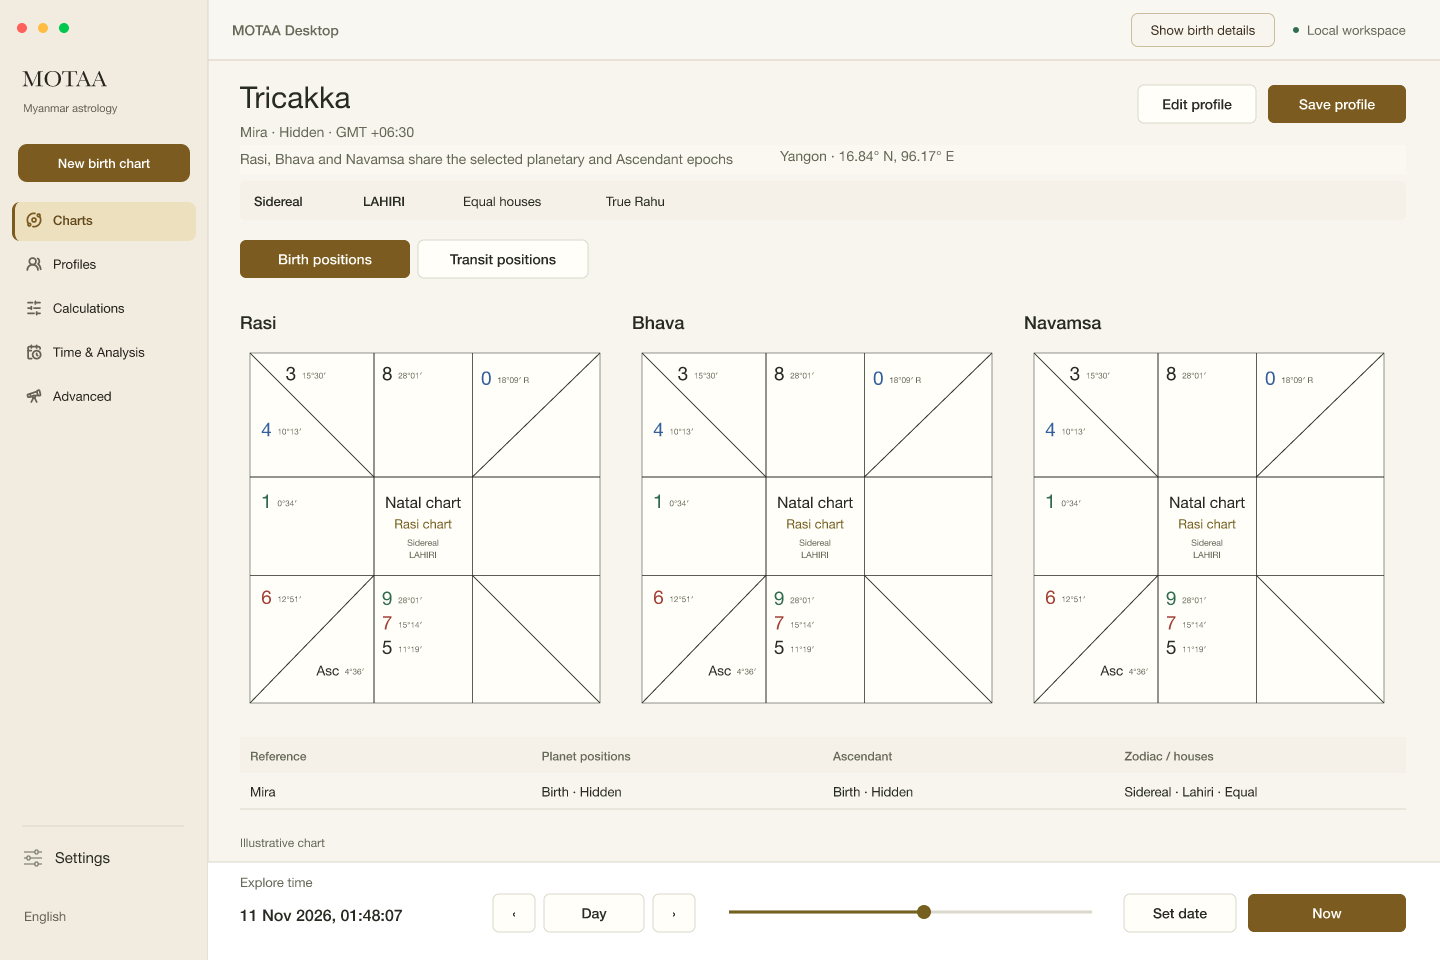 MOTAA Desktop
Show birth details
Local workspace
MOTAA
Myanmar astrology
New birth chart
Charts
Profiles
Calculations
Time & Analysis
Advanced
Settings
English
Tricakka
Edit profile
Save profile
Mira · Hidden · GMT +06:30
Rasi, Bhava and Navamsa share the selected planetary and Ascendant epochs
Yangon · 16.84° N, 96.17° E
Sidereal LAHIRI Equal houses True Rahu
Birth positions
Transit positions
Rasi
3 15°30′
8 28°01′
0 18°09′ R
4 10°13′
1 0°34′
Natal chart
Rasi chart
Sidereal
LAHIRI
6 12°51′
9 28°01′
7 15°14′
5 11°19′
Asc 4°36′
Bhava
3 15°30′
8 28°01′
0 18°09′ R
4 10°13′
1 0°34′
Natal chart
Rasi chart
Sidereal
LAHIRI
6 12°51′
9 28°01′
7 15°14′
5 11°19′
Asc 4°36′
Navamsa
3 15°30′
8 28°01′
0 18°09′ R
4 10°13′
1 0°34′
Natal chart
Rasi chart
Sidereal
LAHIRI
6 12°51′
9 28°01′
7 15°14′
5 11°19′
Asc 4°36′
Reference Planet positions Ascendant Zodiac / houses
Mira Birth · Hidden Birth · Hidden Sidereal · Lahiri · Equal
Illustrative chart
Explore time
11 Nov 2026, 01:48:07
‹ Day ›
Set date
Now